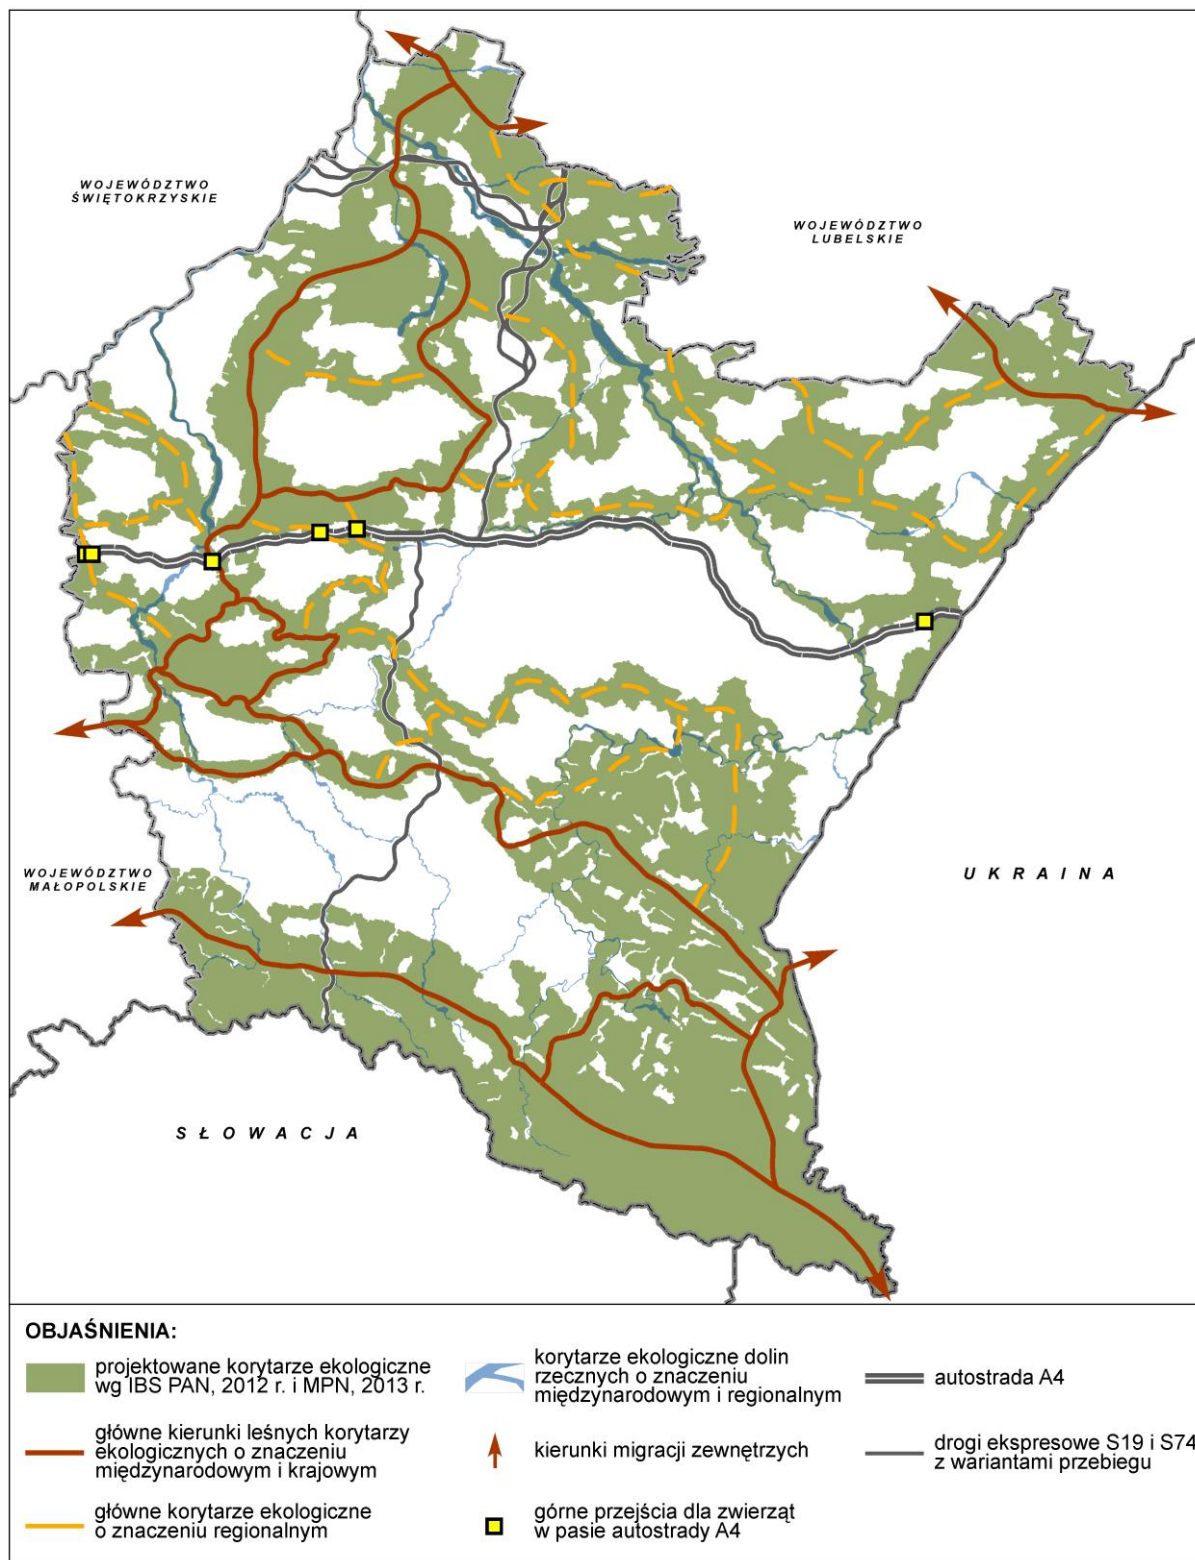 WOJEWÓDZTWO
ŚWIĘTOKRZYSKIE
WOJEWÓDZTWO
LUBELSKIE
WOJEWÓDZTWO
MAŁOPOLSKIE
UKRAINA
SŁOWACJA
OBJAŚNIENIA:
projektowane korytarze ekologiczne
wg IBS PAN, 2012 r. i MPN, 2013 r.
główne kierunki leśnych korytarzy
ekologicznych o znaczeniu
międzynarodowym i krajowym
główne korytarze ekologiczne
o znaczeniu regionalnym
korytarze ekologiczne dolin
rzecznych o znaczeniu
międzynarodowym i regionalnym
kierunki migracji zewnętrzych
górne przejścia dla zwierząt
w pasie autostrady A4
autostrada A4
drogi ekspresowe S19 i S74
z wariantami przebiegu